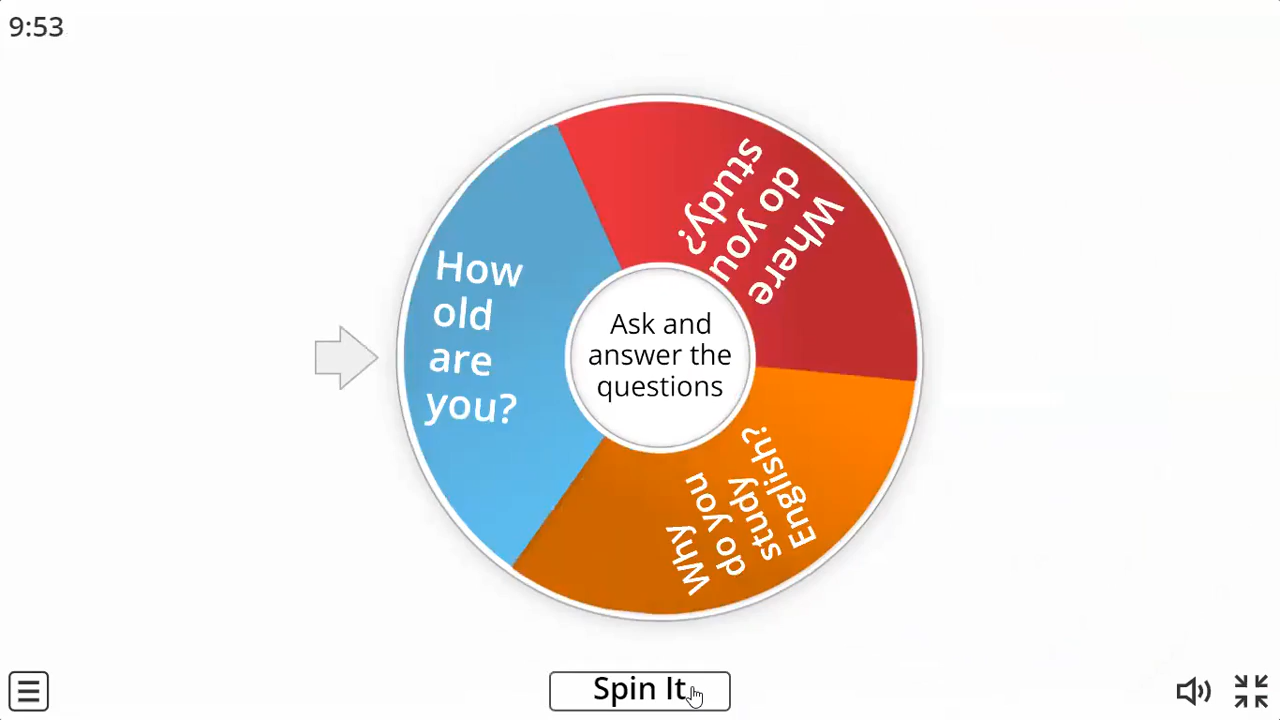 9:53
Where
do you
study?
How
old
are
you?
Ask and
answer the
questions
Why
do you
study
English?
Spin It